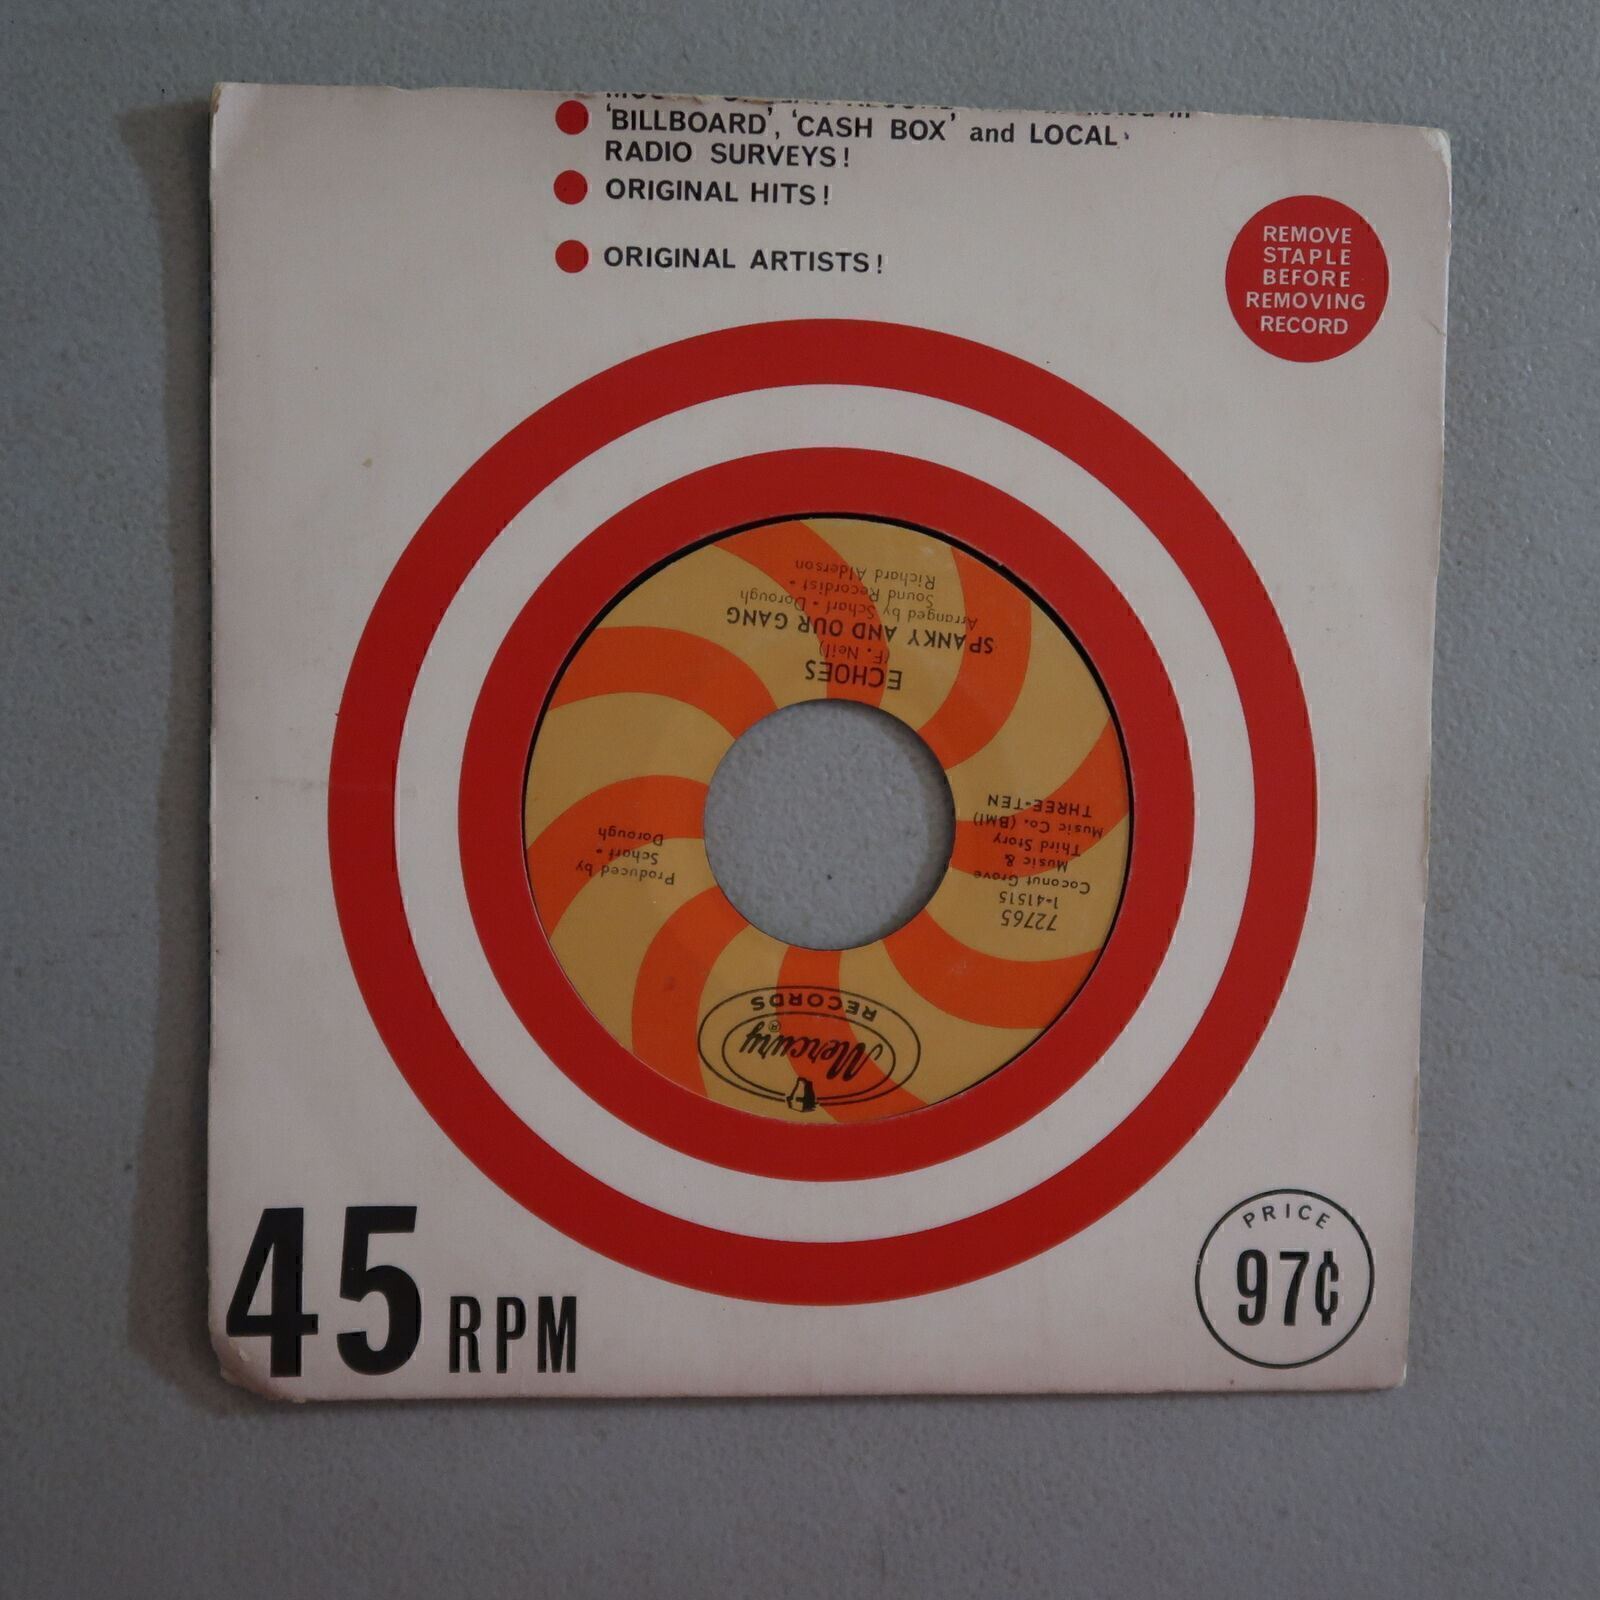 'BILLBOARD', 'CASH BOX' and LOCAL
RADIO SURVEYS!
ORIGINAL HITS!
ORIGINAL ARTISTS!
REMOVE
STAPLE
BEFORE
REMOVING
RECORD
Mercury ®
RECORDS
72765
1-41515
Coconut Grove
Music &
Third Story
Music Co. (BMI)
THREE-TEN
Produced by
Scharf •
Dorough
ECHOES
(F. Neil)
SPANKY AND OUR GANG
Arranged by Scharf • Dorough
Sound Recordist •
Richard Alderson
45 RPM
PRICE
97¢